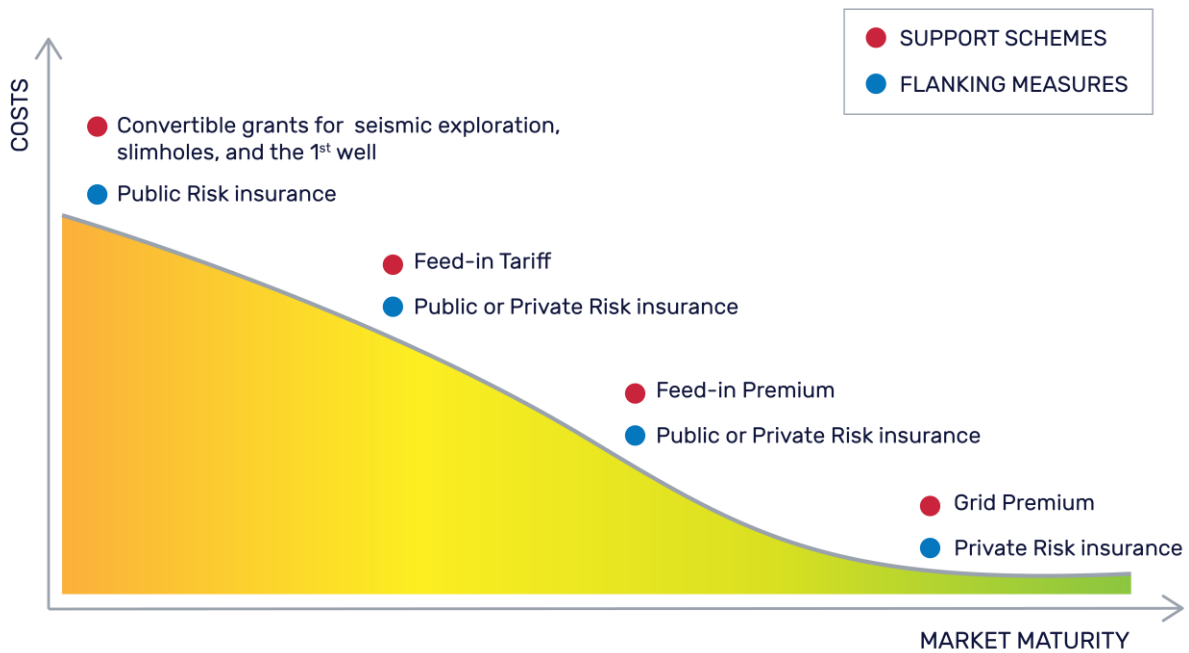 SUPPORT SCHEMES
FLANKING MEASURES
COSTS
Convertible grants for seismic exploration,
slimholes, and the 1st well
Public Risk insurance
Feed-in Tariff
Public or Private Risk insurance
Feed-in Premium
Public or Private Risk insurance
Grid Premium
Private Risk insurance
MARKET MATURITY